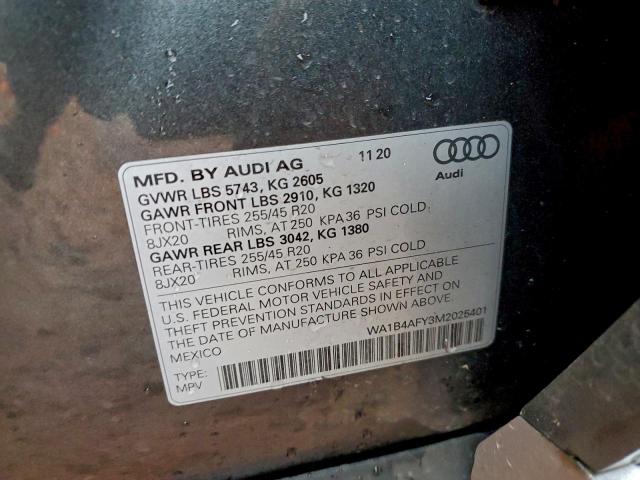 MFD. BY AUDI AG 11 20
Audi
GVWR LBS 5743, KG 2605
GAWR FRONT LBS 2910, KG 1320
FRONT-TIRES 255/45 R20
8JX20 RIMS, AT 250 KPA 36 PSI COLD
GAWR REAR LBS 3042, KG 1380
REAR-TIRES 255/45 R20
8JX20 RIMS, AT 250 KPA 36 PSI COLD
THIS VEHICLE CONFORMS TO ALL APPLICABLE
U.S. FEDERAL MOTOR VEHICLE SAFETY AND
THEFT PREVENTION STANDARDS IN EFFECT ON
THE DATE OF MANUFACTURE SHOWN ABOVE.
MEXICO WA1B4AFY3M2025401
TYPE:
MPV